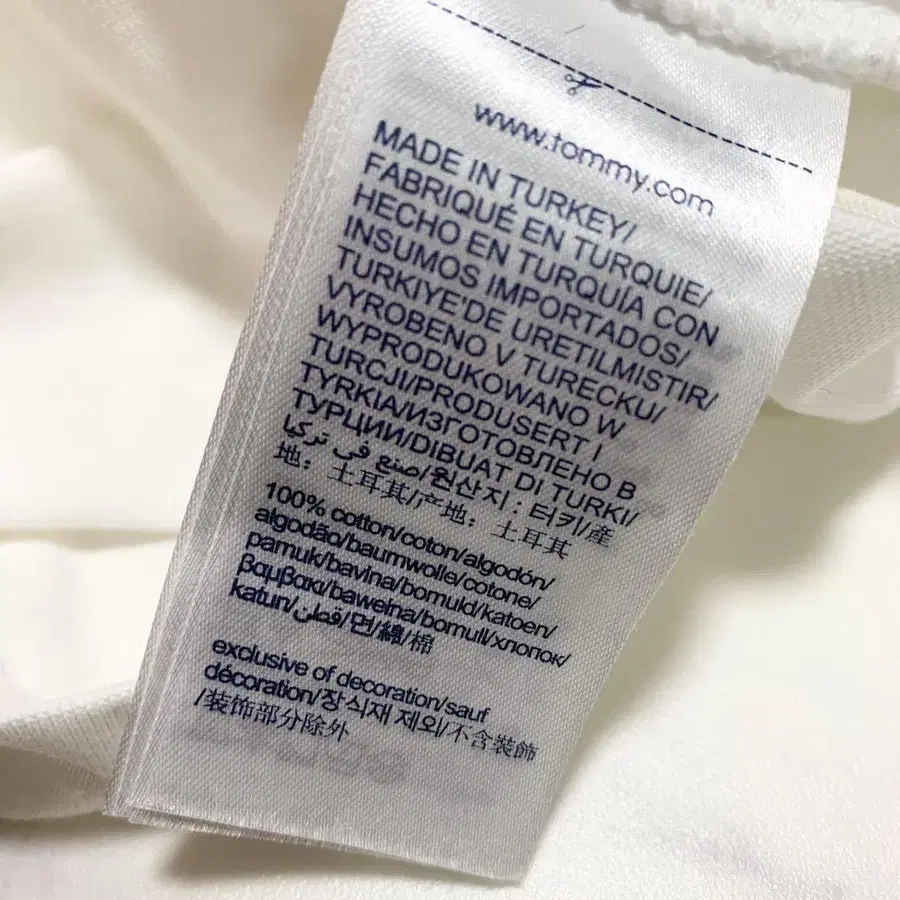 www.tommy.com
MADE IN TURKEY/
FABRIQUÉ EN TURQUIE/
HECHO EN TURQUÍA CON
INSUMOS IMPORTADOS/
TURKIYE'DE URETILMISTIR/
VYROBENO V TURECKU/
WYPRODUKOWANO W
TURCJI/PRODUSERT I
TYRKIA/ИЗГОТОВЛЕНО В
ТУРЦИИ/DIBUAT DI TURKI/
صنع في تركيا/원산지 : 터키/產
地: 土耳其/产地: 土耳其
100% cotton/coton/algodón/
algodão/baumwolle/cotone/
pamuk/bavlna/bomuld/katoen/
βαμβακι/bawełna/bomull/хлопок/
katun/قطن/면/綿/棉
exclusive of decoration/sauf
décoration/장식재 제외/不含裝飾
/装饰部分除外